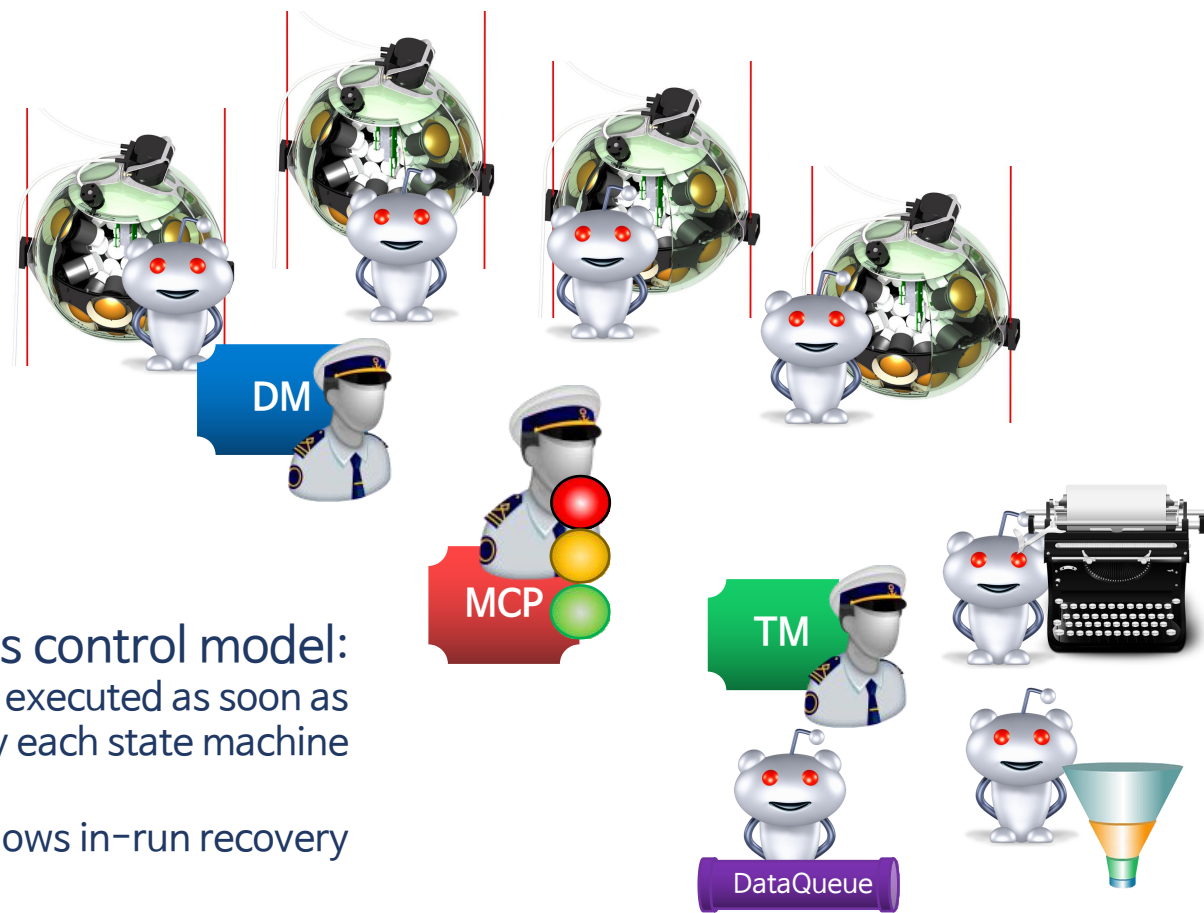 DM
MCP
TM
s control model:
executed as soon as
each state machine
ows in-run recovery
DataQueue